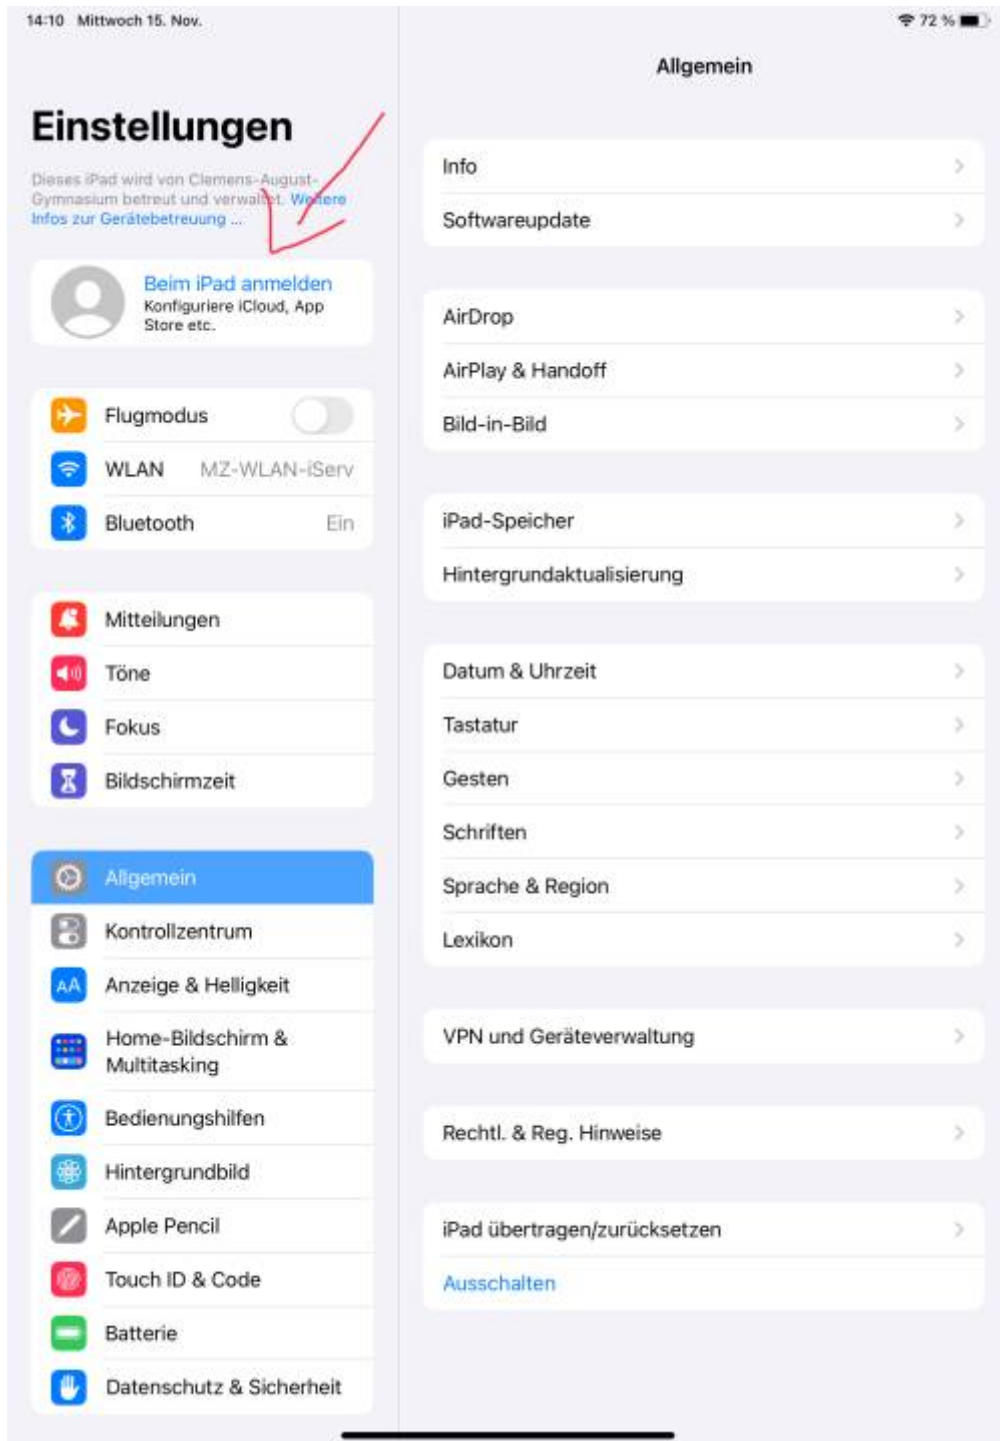 14:10 Mittwoch 15. Nov.
72 %
Einstellungen
Dieses iPad wird von Clemens-August-
Gymnasium betreut und verwaltet. Weitere
Infos zur Gerätebetreuung ...
Beim iPad anmelden
Konfiguriere iCloud, App
Store etc.
Flugmodus
WLAN MZ-WLAN-iServ
Bluetooth Ein
Mitteilungen
Töne
Fokus
Bildschirmzeit
Allgemein
Kontrollzentrum
AA Anzeige & Helligkeit
Home-Bildschirm &
Multitasking
Bedienungshilfen
Hintergrundbild
Apple Pencil
Touch ID & Code
Batterie
Datenschutz & Sicherheit
Allgemein
Info
Softwareupdate
AirDrop
AirPlay & Handoff
Bild-in-Bild
iPad-Speicher
Hintergrundaktualisierung
Datum & Uhrzeit
Tastatur
Gesten
Schriften
Sprache & Region
Lexikon
VPN und Geräteverwaltung
Rechtl. & Reg. Hinweise
iPad übertragen/zurücksetzen
Ausschalten